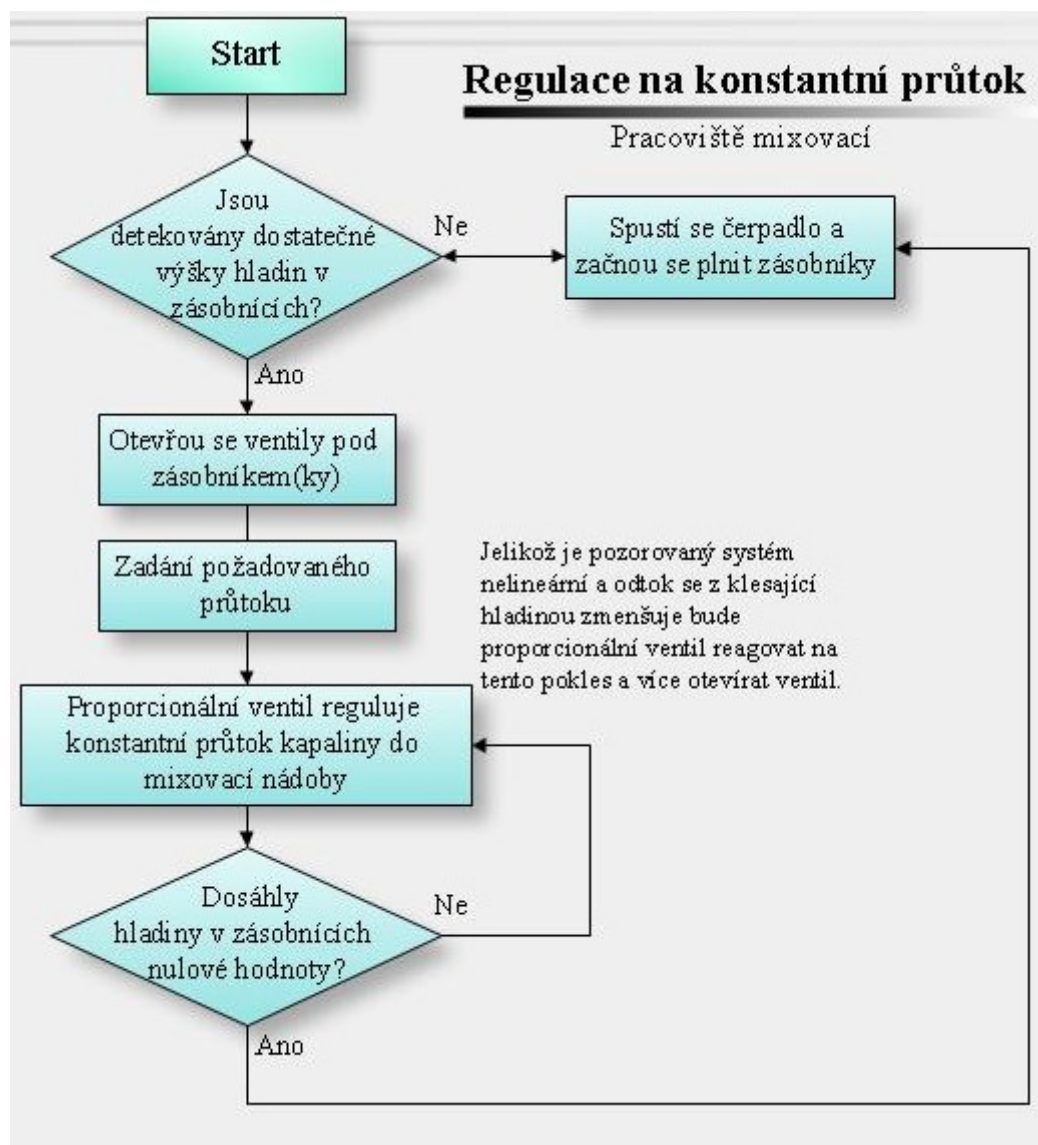 Start
Regulace na konstantní průtok
Pracoviště mixovací
Jsou
detekovány dostatečné
výšky hladin v
zásobnících?
Ne
Spustí se čerpadlo a
začnou se plnit zásobníky
Ano
Otevřou se ventily pod
zásobníkem(ky)
Zadání požadovaného
průtoku
Jelikož je pozorovaný systém
nelineární a odtok se z klesající
hladinou zmenšuje bude
proporcionální ventil reagovat na
tento pokles a více otevírat ventil.
Proporcionální ventil reguluje
konstantní průtok kapaliny do
mixovací nádoby
Dosáhly
hladiny v zásobnících
nulové hodnoty?
Ne
Ano